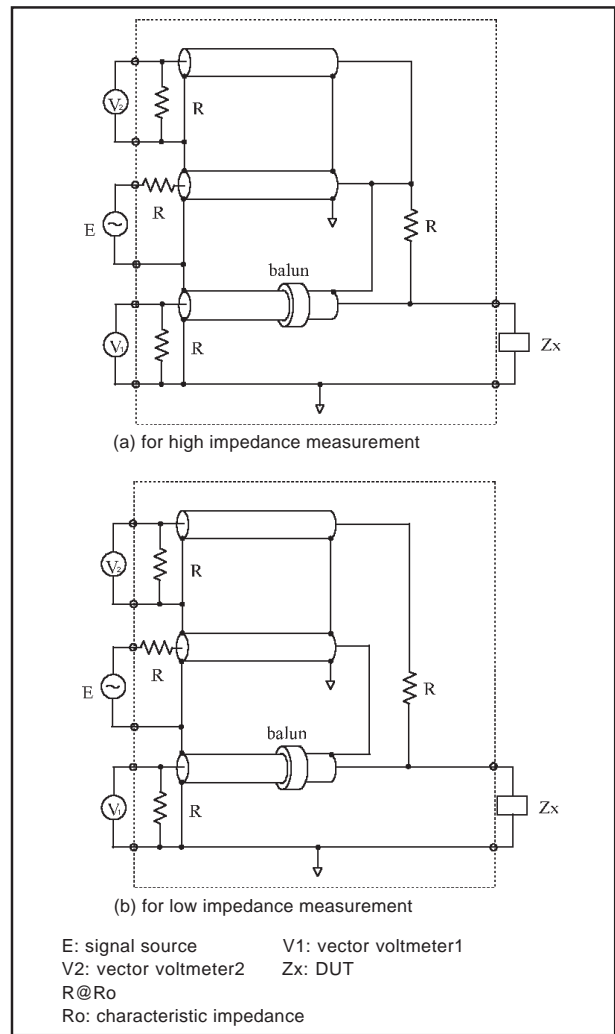 V2
R
R
E
R
balun
V1
R
Zx
(a) for high impedance measurement
V2
R
R
E
R
balun
V1
R
Zx
(b) for low impedance measurement
E: signal source V1: vector voltmeter1
V2: vector voltmeter2 Zx: DUT
R@Ro
Ro: characteristic impedance